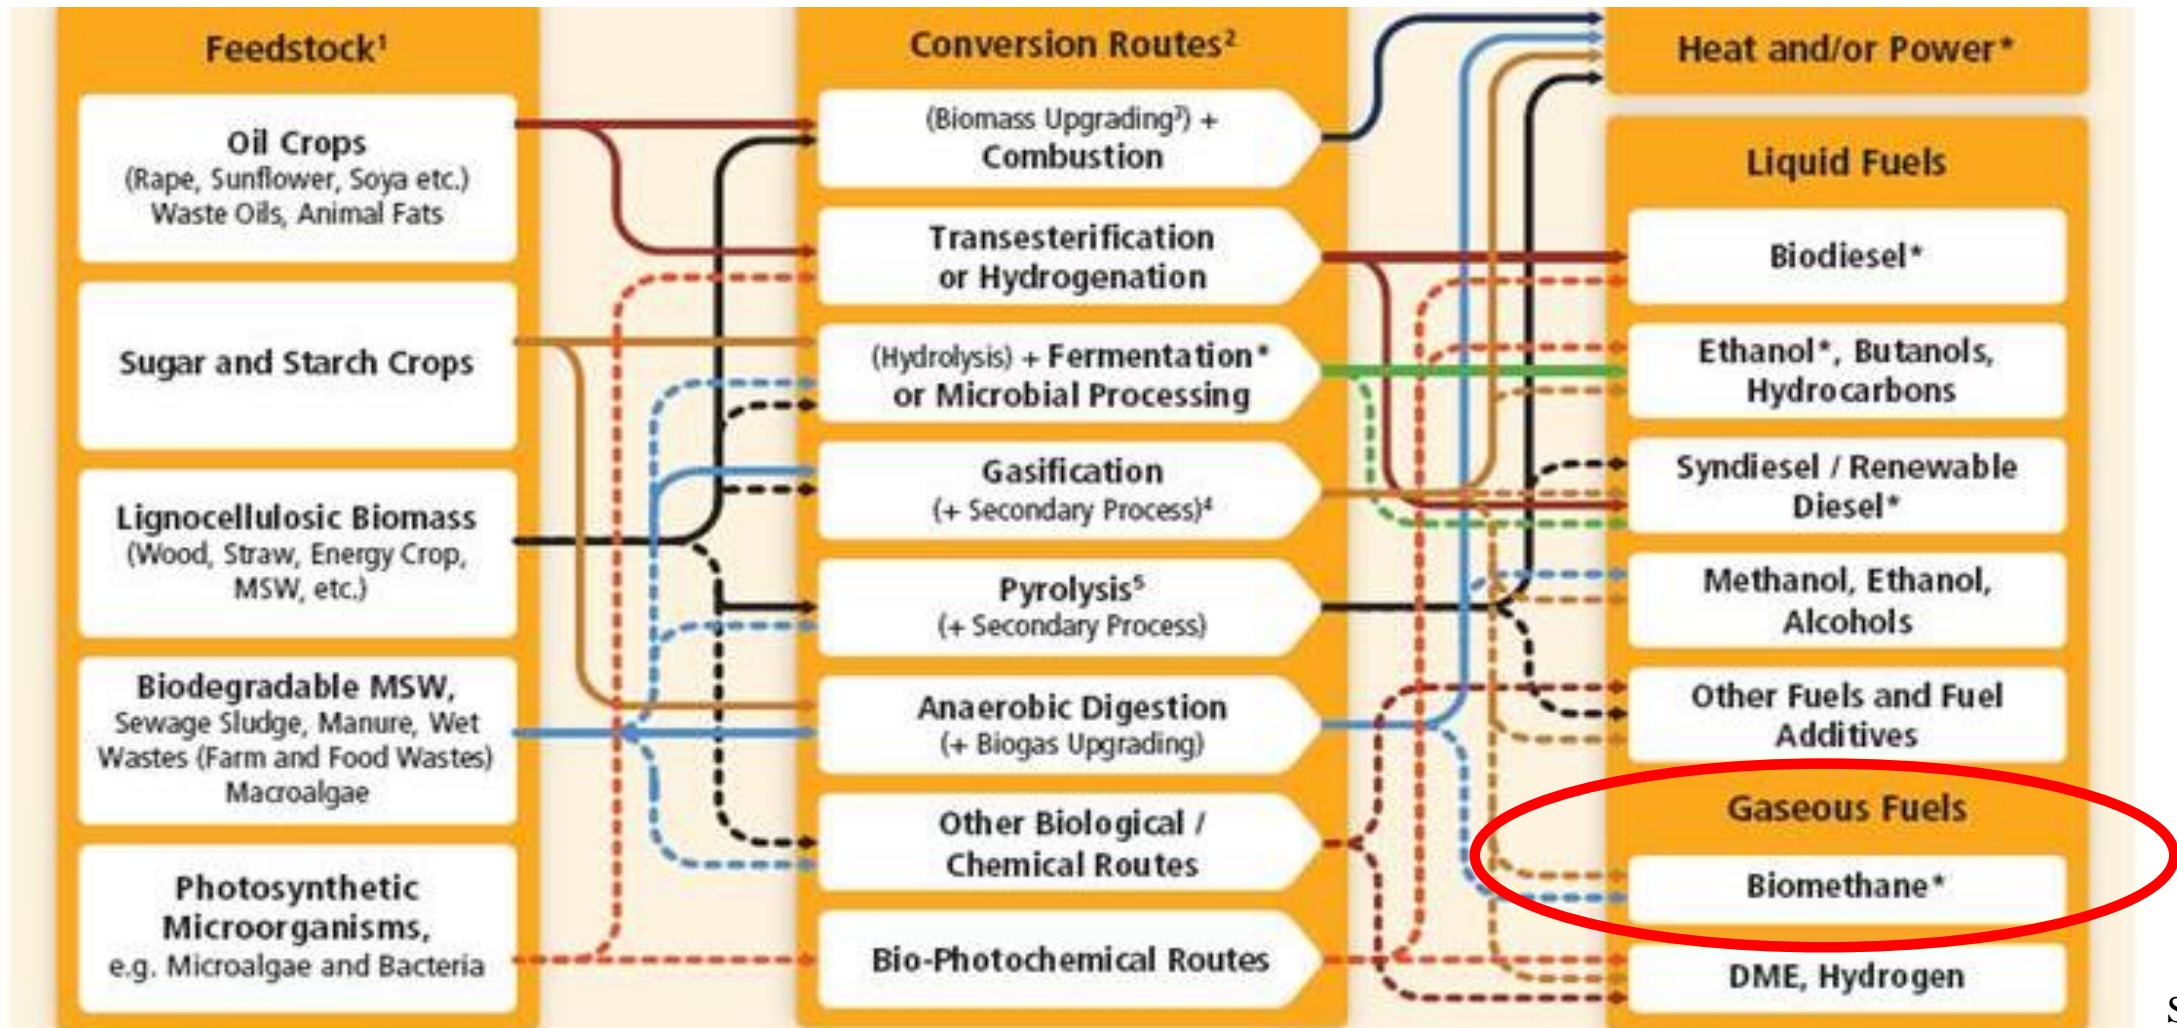 Feedstock¹
Oil Crops
(Rape, Sunflower, Soya etc.)
Waste Oils, Animal Fats
Sugar and Starch Crops
Lignocellulosic Biomass
(Wood, Straw, Energy Crop,
MSW, etc.)
Biodegradable MSW,
Sewage Sludge, Manure, Wet
Wastes (Farm and Food Wastes)
Macroalgae
Photosynthetic
Microorganisms,
e.g. Microalgae and Bacteria
Conversion Routes²
(Biomass Upgrading³) +
Combustion
Transesterification
or Hydrogenation
(Hydrolysis) + Fermentation*
or Microbial Processing
Gasification
(+ Secondary Process)⁴
Pyrolysis⁵
(+ Secondary Process)
Anaerobic Digestion
(+ Biogas Upgrading)
Other Biological /
Chemical Routes
Bio-Photochemical Routes
Heat and/or Power*
Liquid Fuels
Biodiesel*
Ethanol*, Butanols,
Hydrocarbons
Syndiesel / Renewable
Diesel*
Methanol, Ethanol,
Alcohols
Other Fuels and Fuel
Additives
Gaseous Fuels
Biomethane*
DME, Hydrogen